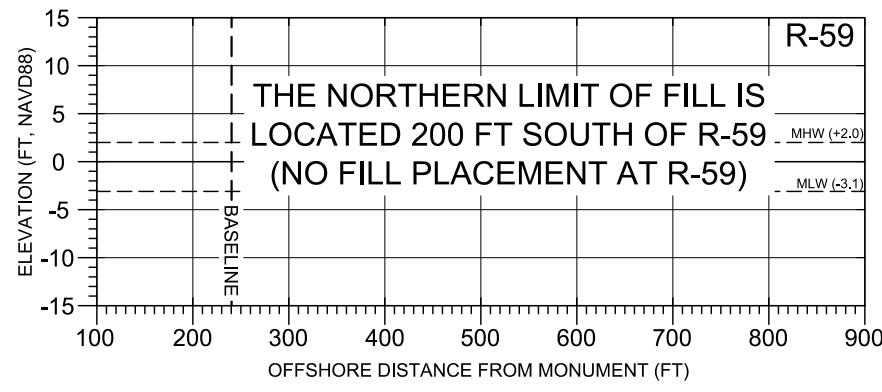 15
10
5
0
-5
-10
-15
ELEVATION (FT, NAVD88)
R-59
THE NORTHERN LIMIT OF FILL IS
LOCATED 200 FT SOUTH OF R-59
(NO FILL PLACEMENT AT R-59)
MHW (+2.0)
MLW (-3.1)
BASELINE
100 200 300 400 500 600 700 800 900
OFFSHORE DISTANCE FROM MONUMENT (FT)